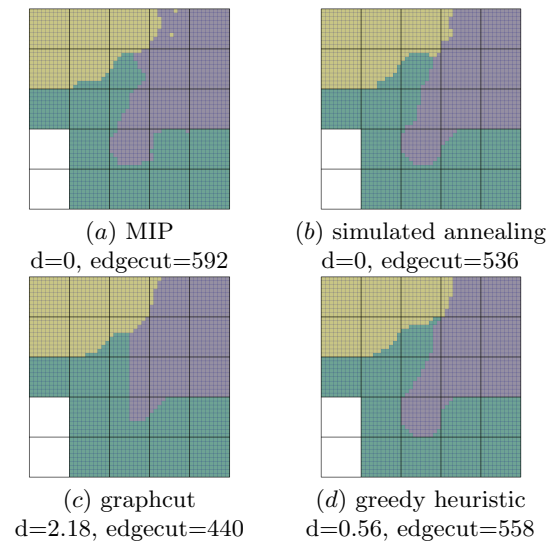 (a) MIP
d=0, edgecut=592
(b) simulated annealing
d=0, edgecut=536
(c) graphcut
d=2.18, edgecut=440
(d) greedy heuristic
d=0.56, edgecut=558